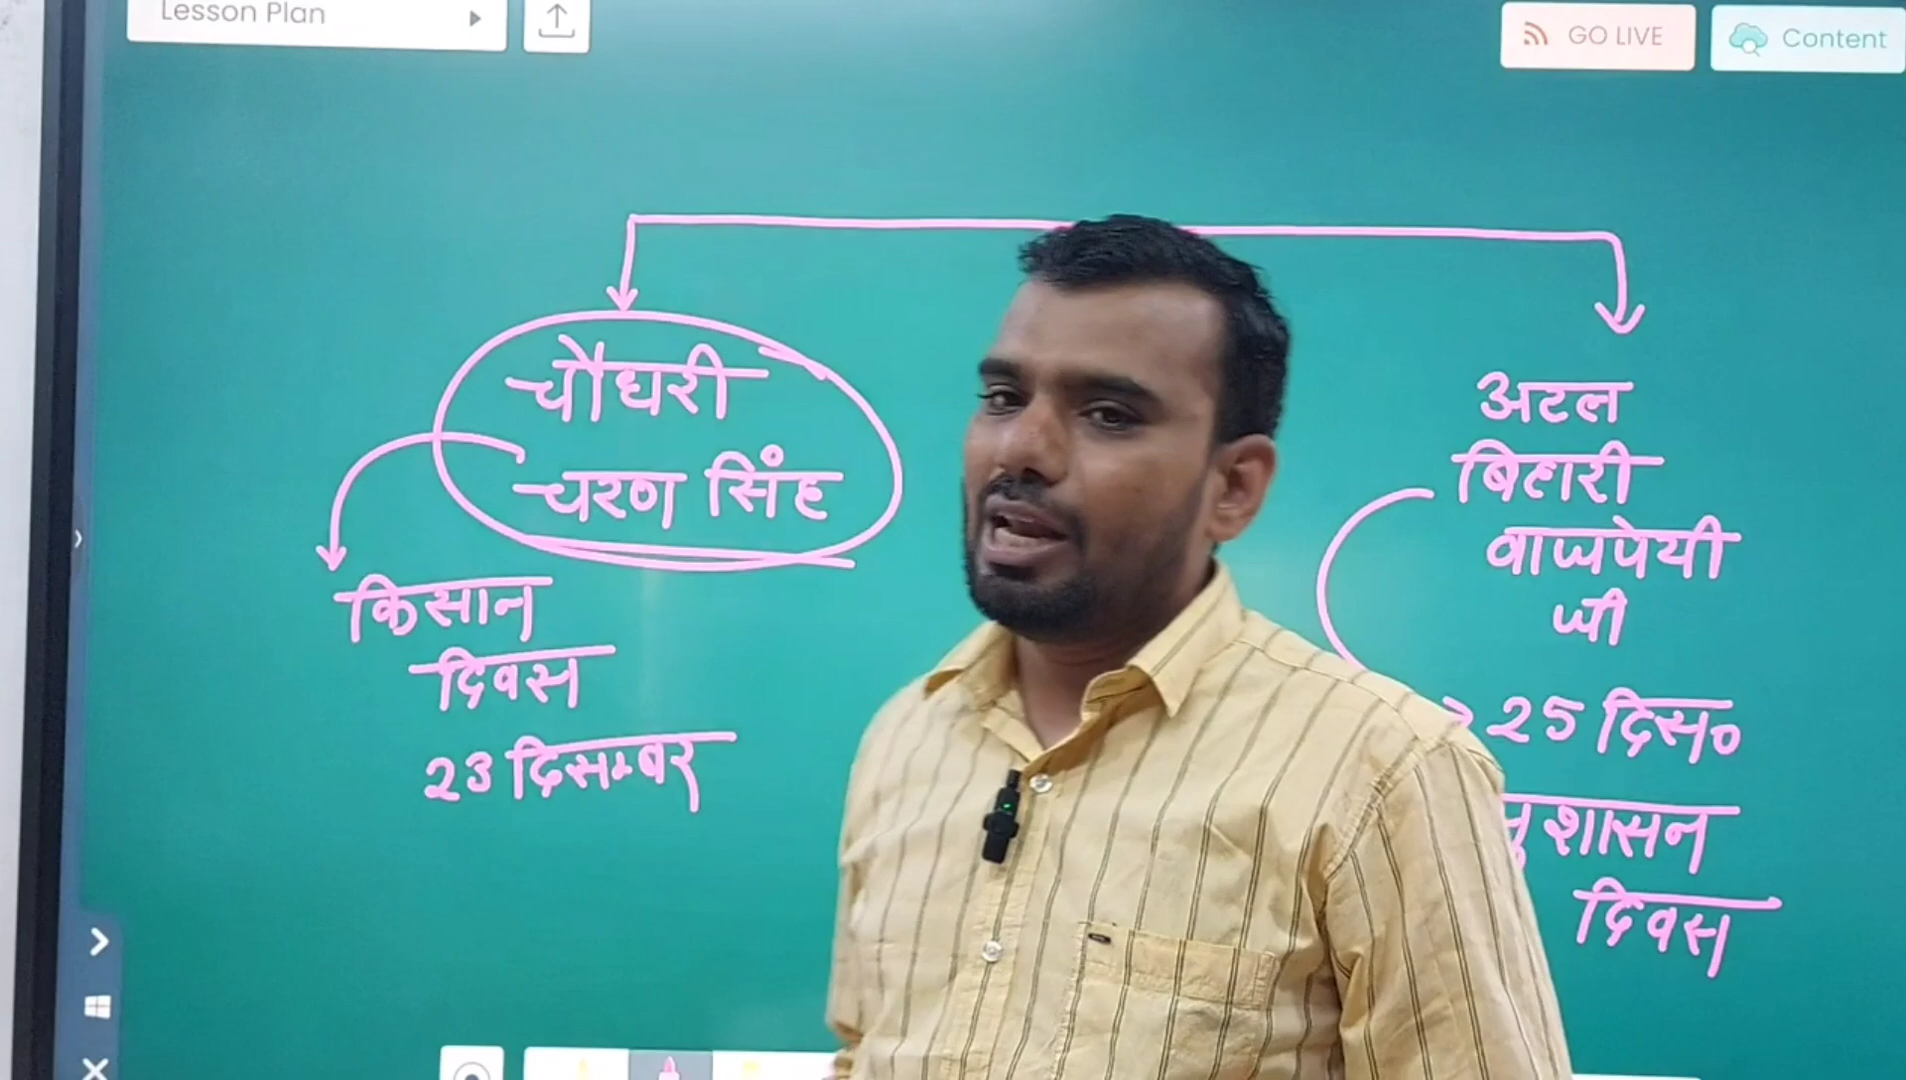 Lesson Plan
GO LIVE
Content
चौधरी
चरण सिंह
किसान
दिवस
23 दिसम्बर
अटल
बिहारी
वाजपेयी
जी
25 दिस०
शासन
दिवस